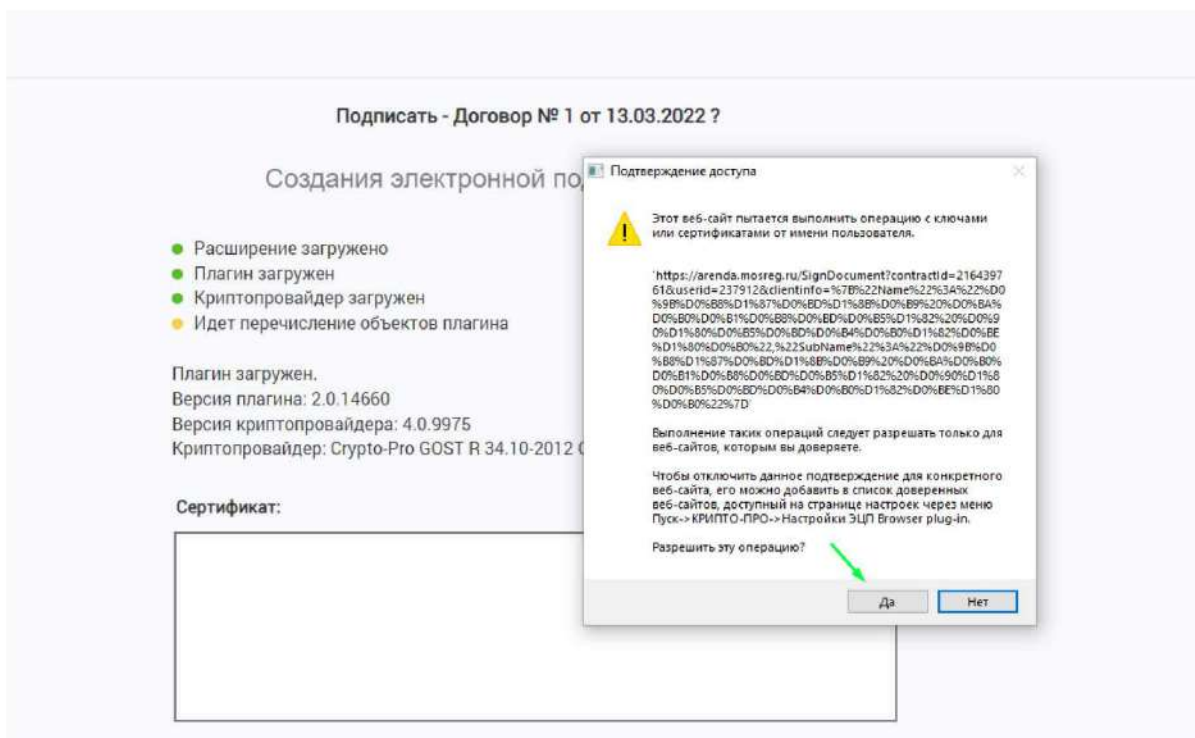 Подписать - Договор № 1 от 13.03.2022 ?
Создания электронной по
Расширение загружено
Плагин загружен
Криптопровайдер загружен
Идет перечисление объектов плагина
Плагин загружен.
Версия плагина: 2.0.14660
Версия криптопровайдера: 4.0.9975
Криптопровайдер: Crypto-Pro GOST R 34.10-2012
Сертификат:
Подтверждение доступа
Этот веб-сайт пытается выполнить операцию с ключами
или сертификатами от имени пользователя.
'https://arenda.mosreg.ru/SignDocument?contractId=2164397
61&userid=237912&clientinfo=%7B%22Name%22%3A%22%D0
%9B%D0%B8%D1%87%D0%BD%D1%8B%D0%B9%20%D0%BA%
D0%B0%D0%B1%D0%B8%D0%BD%D0%B5%D1%82%20%D0%9
0%D1%80%D0%B5%D0%BD%D0%B4%D0%B0%D1%82%D0%BE
%D1%80%D0%B0%22,%22SubName%22%3A%22%D0%9B%D0
%B8%D1%87%D0%BD%D1%8B%D0%B9%20%D0%BA%D0%B0%
D0%B1%D0%B8%D0%BD%D0%B5%D1%82%20%D0%90%D1%8
0%D0%B5%D0%BD%D0%B4%D0%B0%D1%82%D0%BE%D1%80
%D0%B0%22%7D'
Выполнение таких операций следует разрешать только для
веб-сайтов, которым вы доверяете.
Чтобы отключить данное подтверждение для конкретного
веб-сайта, его можно добавить в список доверенных
веб-сайтов, доступный на странице настроек через меню
Пуск->КРИПТО-ПРО->Настройки ЭЦП Browser plug-in.
Разрешить эту операцию?
Да
Нет